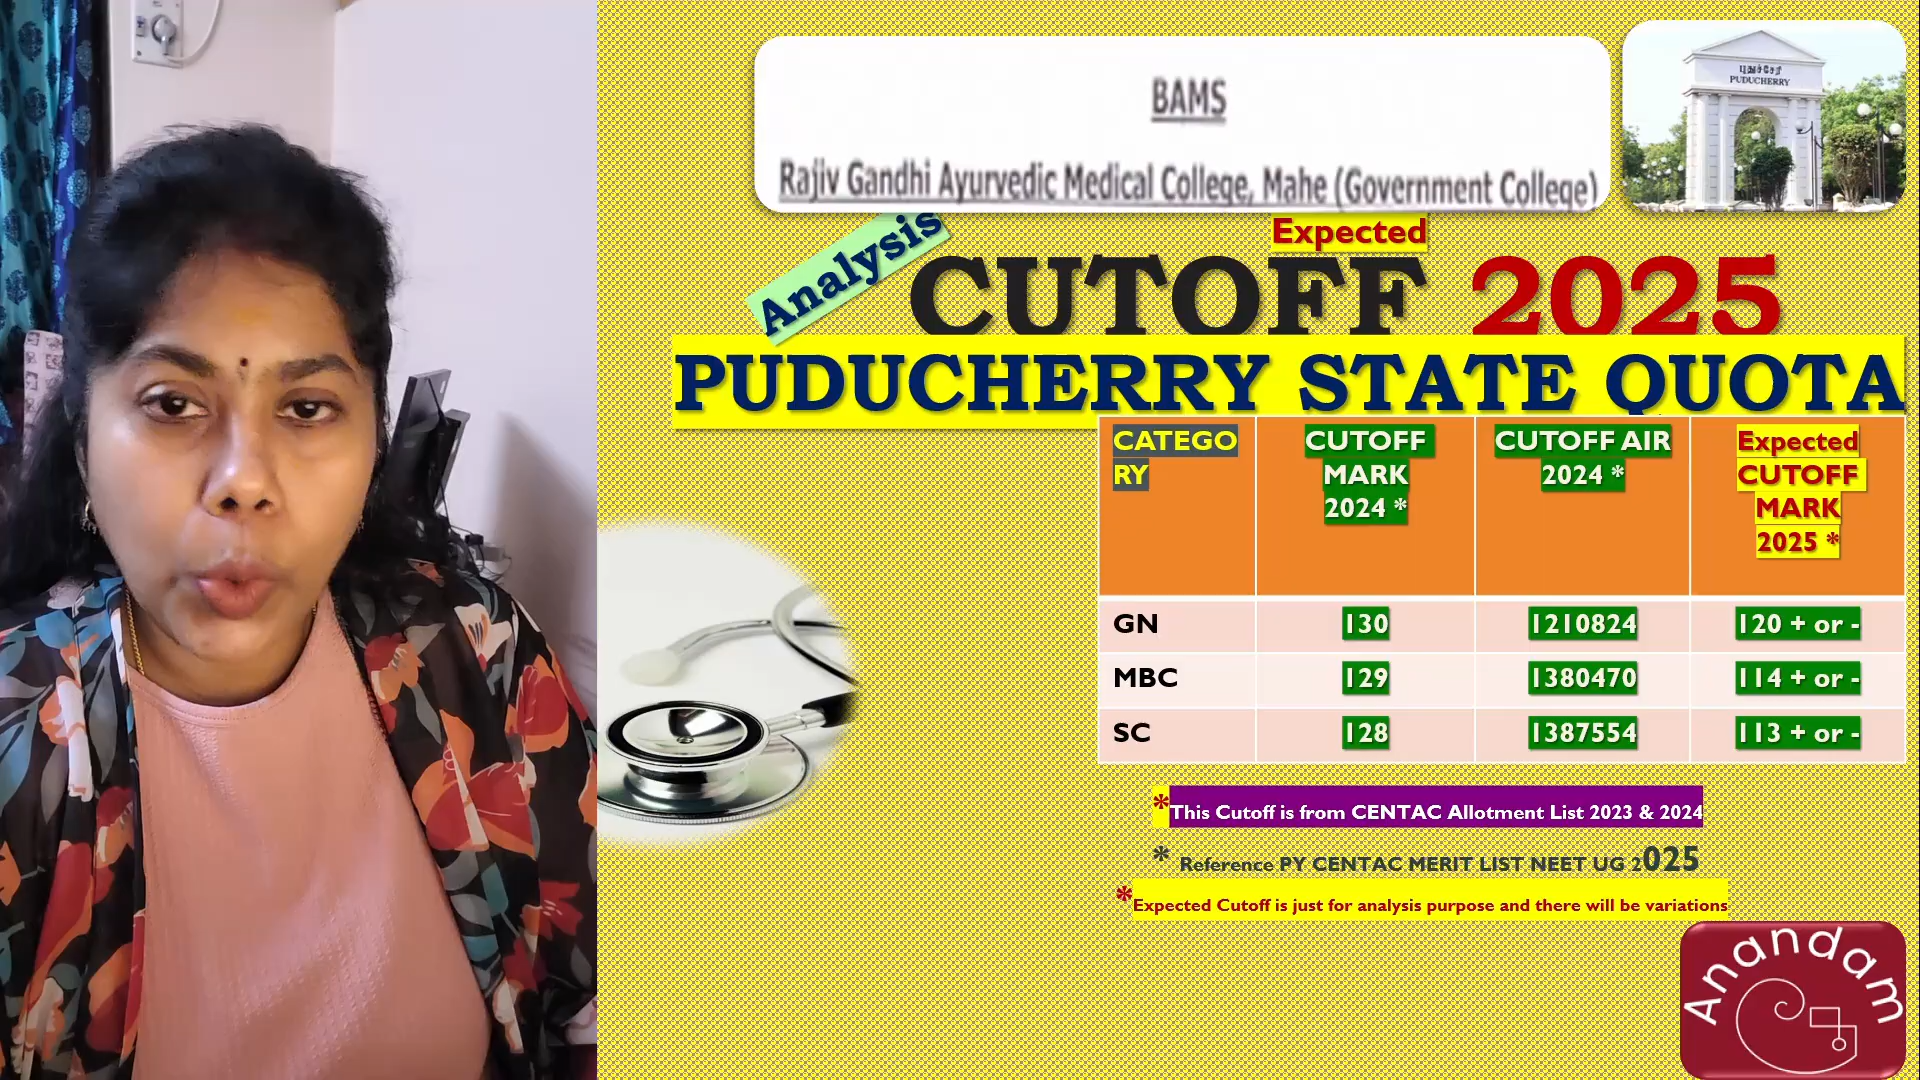 BAMS
Rajiv Gandhi Ayurvedic Medical College, Mahe (Government College)
புதுச்சேரி
PUDUCHERRY
Analysis
Expected
CUTOFF 2025
PUDUCHERRY STATE QUOTA
CATEGO
RY
CUTOFF
MARK
2024 *
CUTOFF AIR
2024 *
Expected
CUTOFF
MARK
2025 *
GN 130 1210824 120 + or -
MBC 129 1380470 114 + or -
SC 128 1387554 113 + or -
*This Cutoff is from CENTAC Allotment List 2023 & 2024
* Reference PY CENTAC MERIT LIST NEET UG 2025
*Expected Cutoff is just for analysis purpose and there will be variations
Anandam